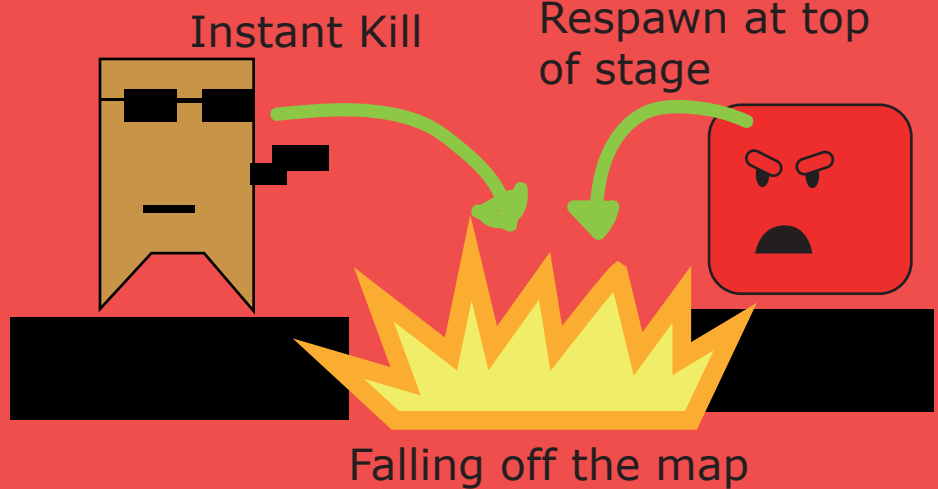 Instant Kill
Respawn at top
of stage
Falling off the map